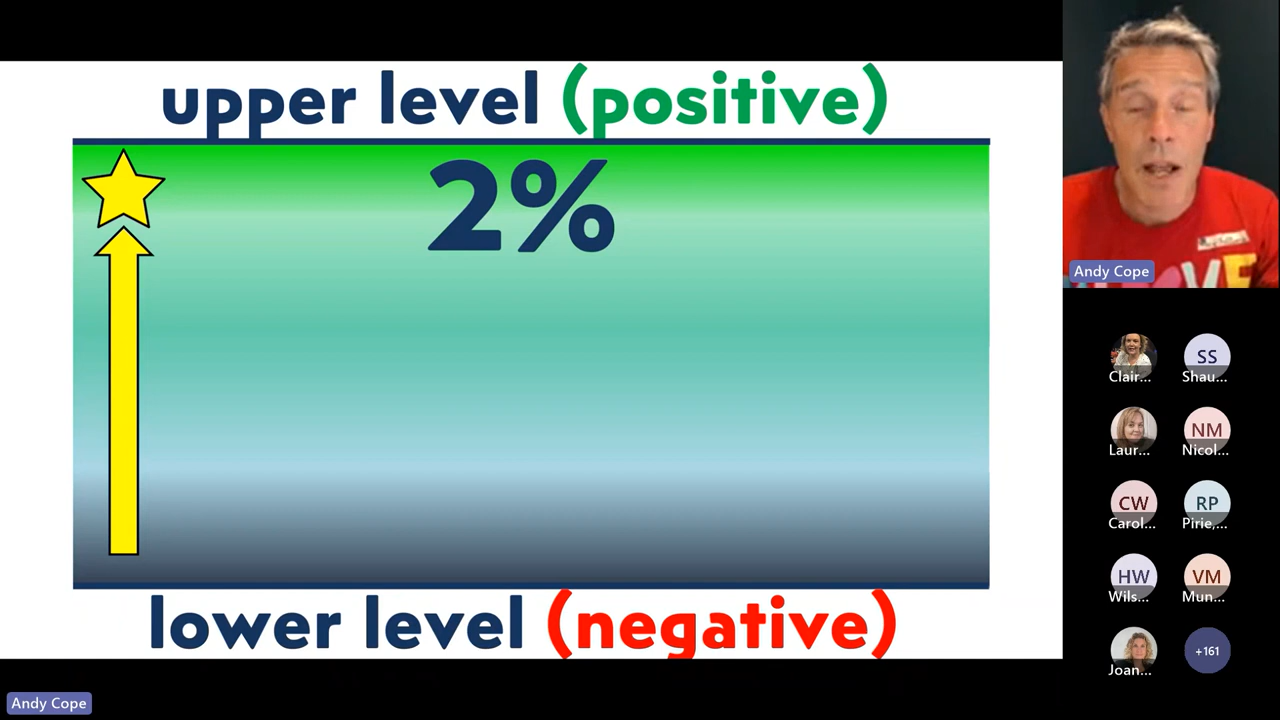 upper level (positive)
2%
lower level (negative)
Andy Cope
Andy Cope
Clair...
SS
Shau...
Laur...
NM
Nicol...
CW
Carol...
RP
Pirie,...
HW
Wils...
VM
Mun...
Joan...
+161